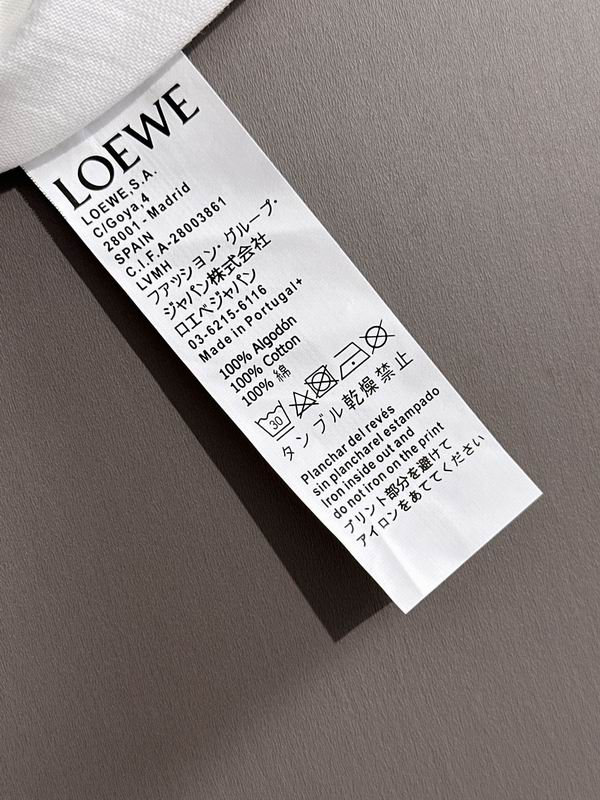 LOEWE
LOEWE,S.A.
C/Goya,4
28001-Madrid
SPAIN
C.I.F.A-28003861
LVMH
ファッション・グループ・
ジャパン株式会社
ロエベジャパン
03-6215-6116
Made in Portugal+
100% Algodón
100% Cotton
100% 綿
30
タンブル乾燥禁止
Planchar del revés
sin plancharel estampado
Iron inside out and
do not iron on the print
プリント部分を避けて
アイロンをあててください